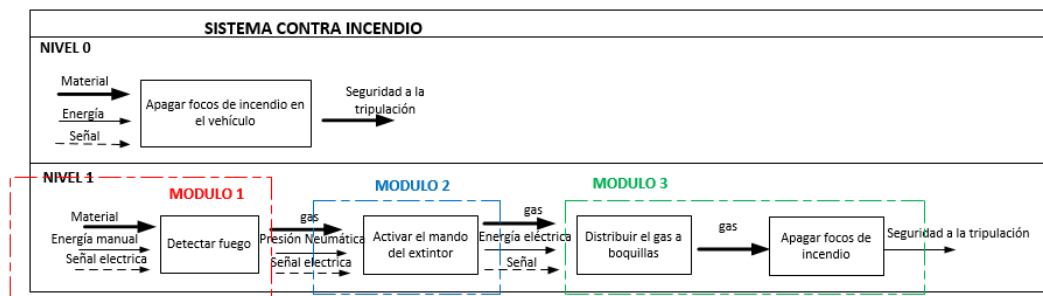 SISTEMA CONTRA INCENDIO
NIVEL 0
Material
Energía
Señal
Apagar focos de incendio en
el vehículo
Seguridad a la
tripulación
NIVEL 1
MODULO 1
Material
Energía manual
Señal electrica
Detectar fuego
gas
Presión Neumática
Señal electrica
MODULO 2
Activar el mando
del extintor
gas
Energía eléctrica
Señal
MODULO 3
Distribuir el gas a
boquillas
gas
Apagar focos de
incendio
Seguridad a la tripulación